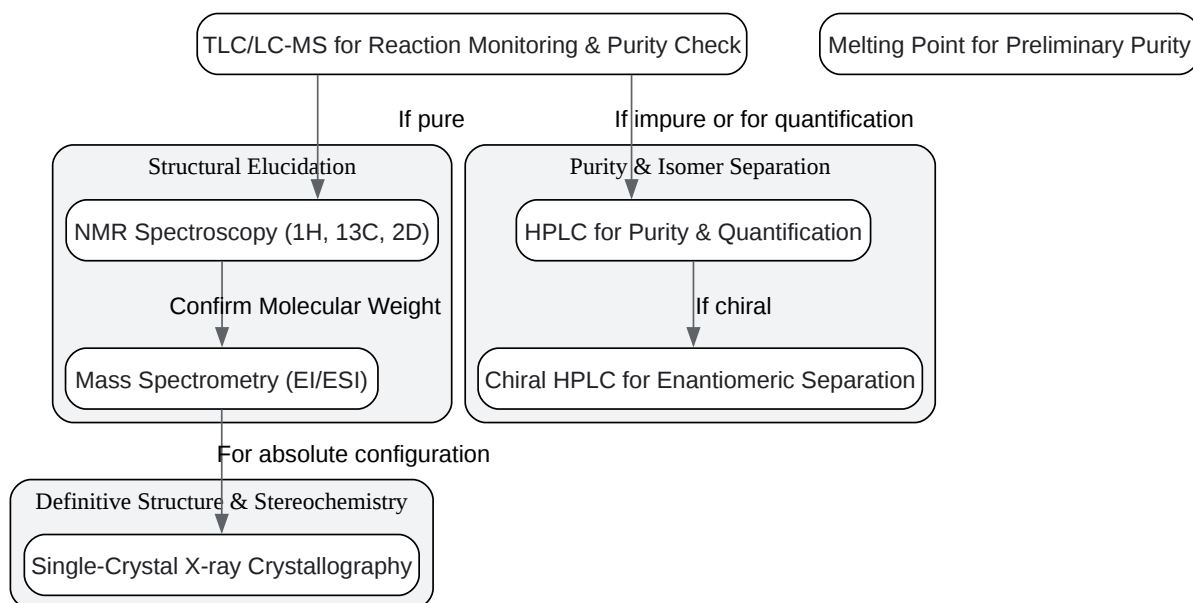 TLC/LC-MS for Reaction Monitoring & Purity Check
Melting Point for Preliminary Purity
If pure
If impure or for quantification
Structural Elucidation
Purity & Isomer Separation
NMR Spectroscopy (1H, 13C, 2D)
HPLC for Purity & Quantification
Confirm Molecular Weight
If chiral
Mass Spectrometry (EI/ESI)
Chiral HPLC for Enantiomeric Separation
For absolute configuration
Definitive Structure & Stereochemistry
Single-Crystal X-ray Crystallography